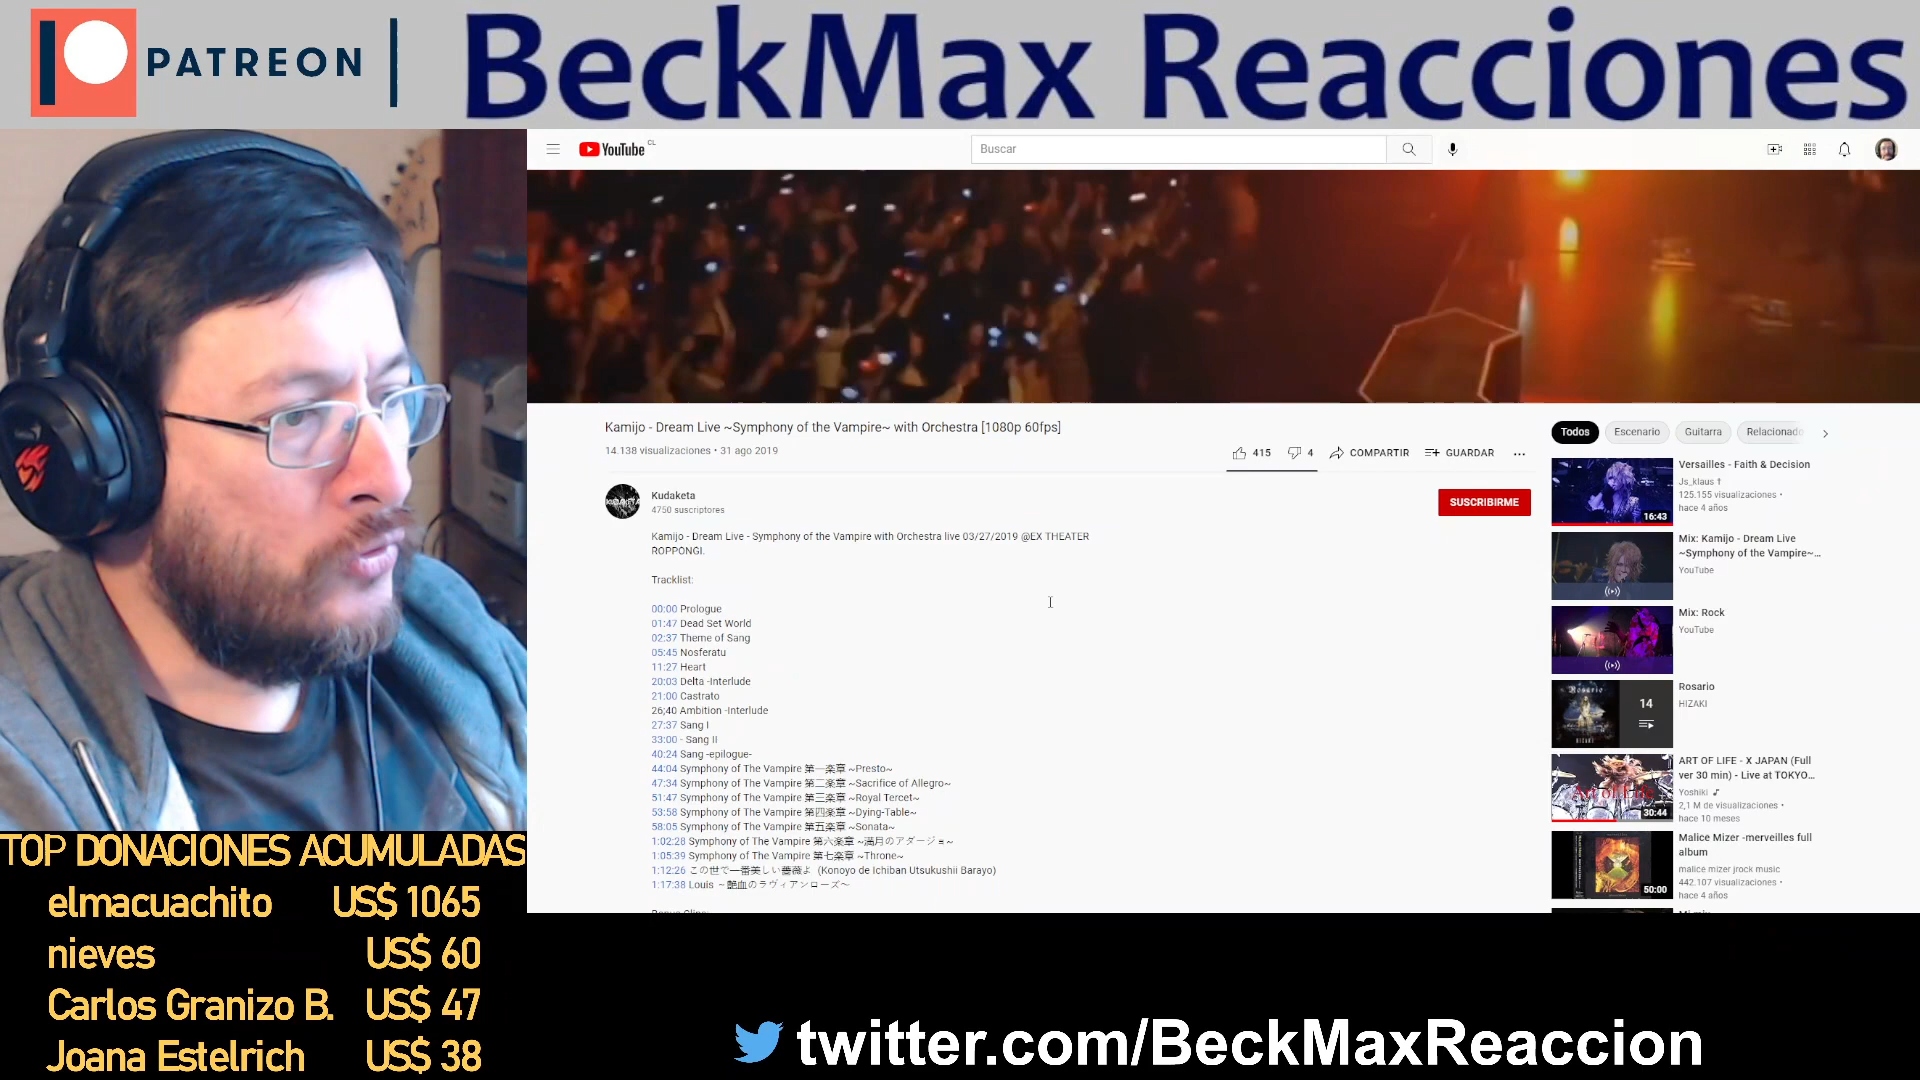 PATREON
BeckMax Reacciones
YouTube CL
Buscar
Kamijo - Dream Live ~Symphony of the Vampire~ with Orchestra [1080p 60fps]
14.138 visualizaciones • 31 ago 2019
415
4
COMPARTIR
GUARDAR
Kudaketa
4750 suscriptores
SUSCRIBIRME
Kamijo - Dream Live - Symphony of the Vampire with Orchestra live 03/27/2019 @EX THEATER
ROPPONGI.
Tracklist:
00:00 Prologue
01:47 Dead Set World
02:37 Theme of Sang
05:45 Nosferatu
11:27 Heart
20:03 Delta -Interlude
21:00 Castrato
26;40 Ambition -Interlude
27:37 Sang I
33:00 - Sang II
40:24 Sang -epilogue-
44:04 Symphony of The Vampire 第一楽章 ~Presto~
47:34 Symphony of The Vampire 第二楽章 ~Sacrifice of Allegro~
51:47 Symphony of The Vampire 第三楽章 ~Royal Tercet~
53:58 Symphony of The Vampire 第四楽章 ~Dying-Table~
58:05 Symphony of The Vampire 第五楽章 ~Sonata~
1:02:28 Symphony of The Vampire 第六楽章 ~満月のアダージョ~
1:05:39 Symphony of The Vampire 第七楽章 ~Throne~
1:12:26 この世で一番美しい薔薇よ (Konoyo de Ichiban Utsukushii Barayo)
1:17:38 Louis ～艶血のラヴィアンローズ～
Todos
Escenario
Guitarra
Relacionado
Versailles - Faith & Decision
Js_klaus †
125.155 visualizaciones •
hace 4 años
16:43
Mix: Kamijo - Dream Live
~Symphony of the Vampire~...
YouTube
Mix: Rock
YouTube
Rosario
HIZAKI
14
ART OF LIFE - X JAPAN (Full
ver 30 min) - Live at TOKYO...
Yoshiki
2,1 M de visualizaciones •
hace 10 meses
30:44
Malice Mizer -merveilles full
album
malice mizer jrock music
442.107 visualizaciones •
hace 4 años
50:00
TOP DONACIONES ACUMULADAS
elmacuachito US$ 1065
nieves US$ 60
Carlos Granizo B. US$ 47
Joana Estelrich US$ 38
twitter.com/BeckMaxReaccion